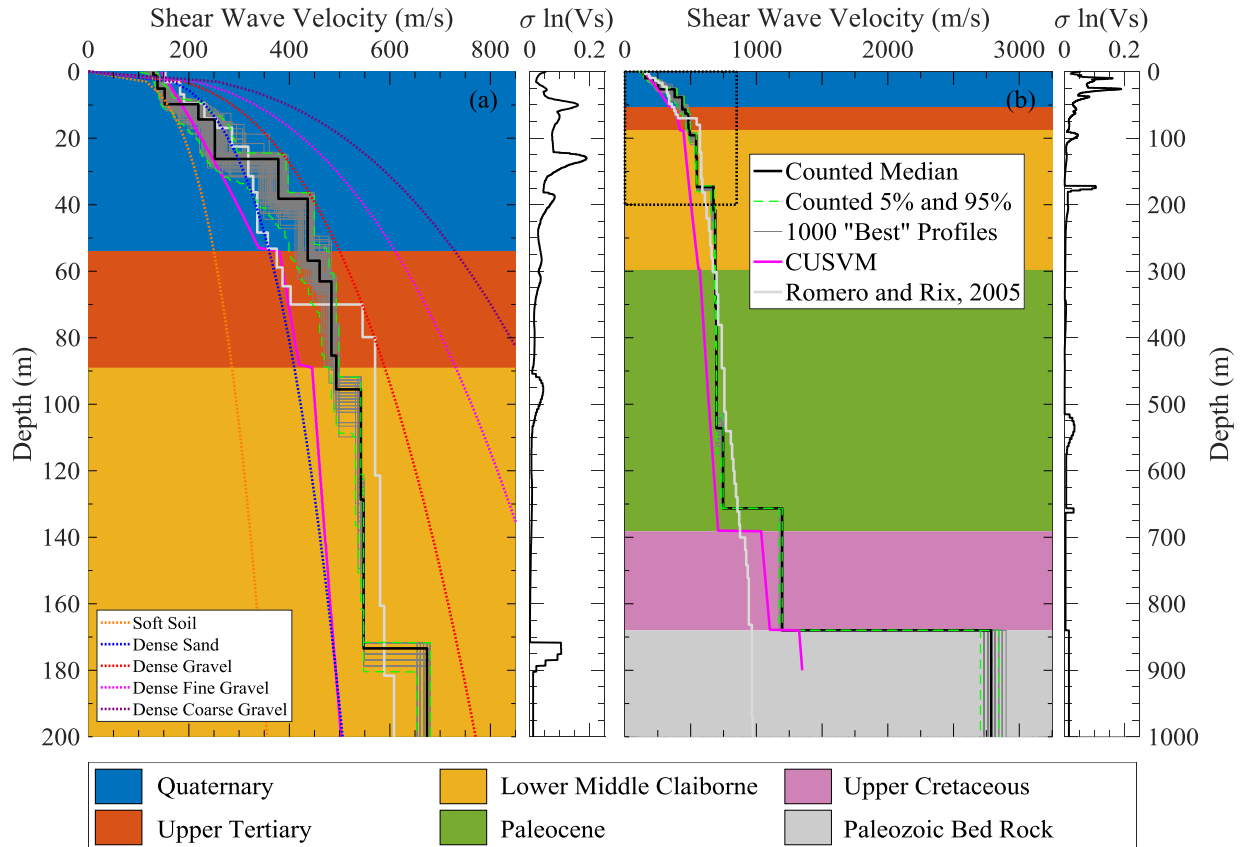 Shear Wave Velocity (m/s)
σ ln(Vs)
Shear Wave Velocity (m/s)
σ ln(Vs)
0 200 400 600 800
0 0.2
0 1000 2000 3000
0 0.2
(a)
(b)
0
20
40
60
80
100
120
140
160
180
200
Depth (m)
Soft Soil
Dense Sand
Dense Gravel
Dense Fine Gravel
Dense Coarse Gravel
Counted Median
Counted 5% and 95%
1000 "Best" Profiles
CUSVM
Romero and Rix, 2005
0
100
200
300
400
500
600
700
800
900
1000
Depth (m)
Quaternary
Upper Tertiary
Lower Middle Claiborne
Paleocene
Upper Cretaceous
Paleozoic Bed Rock